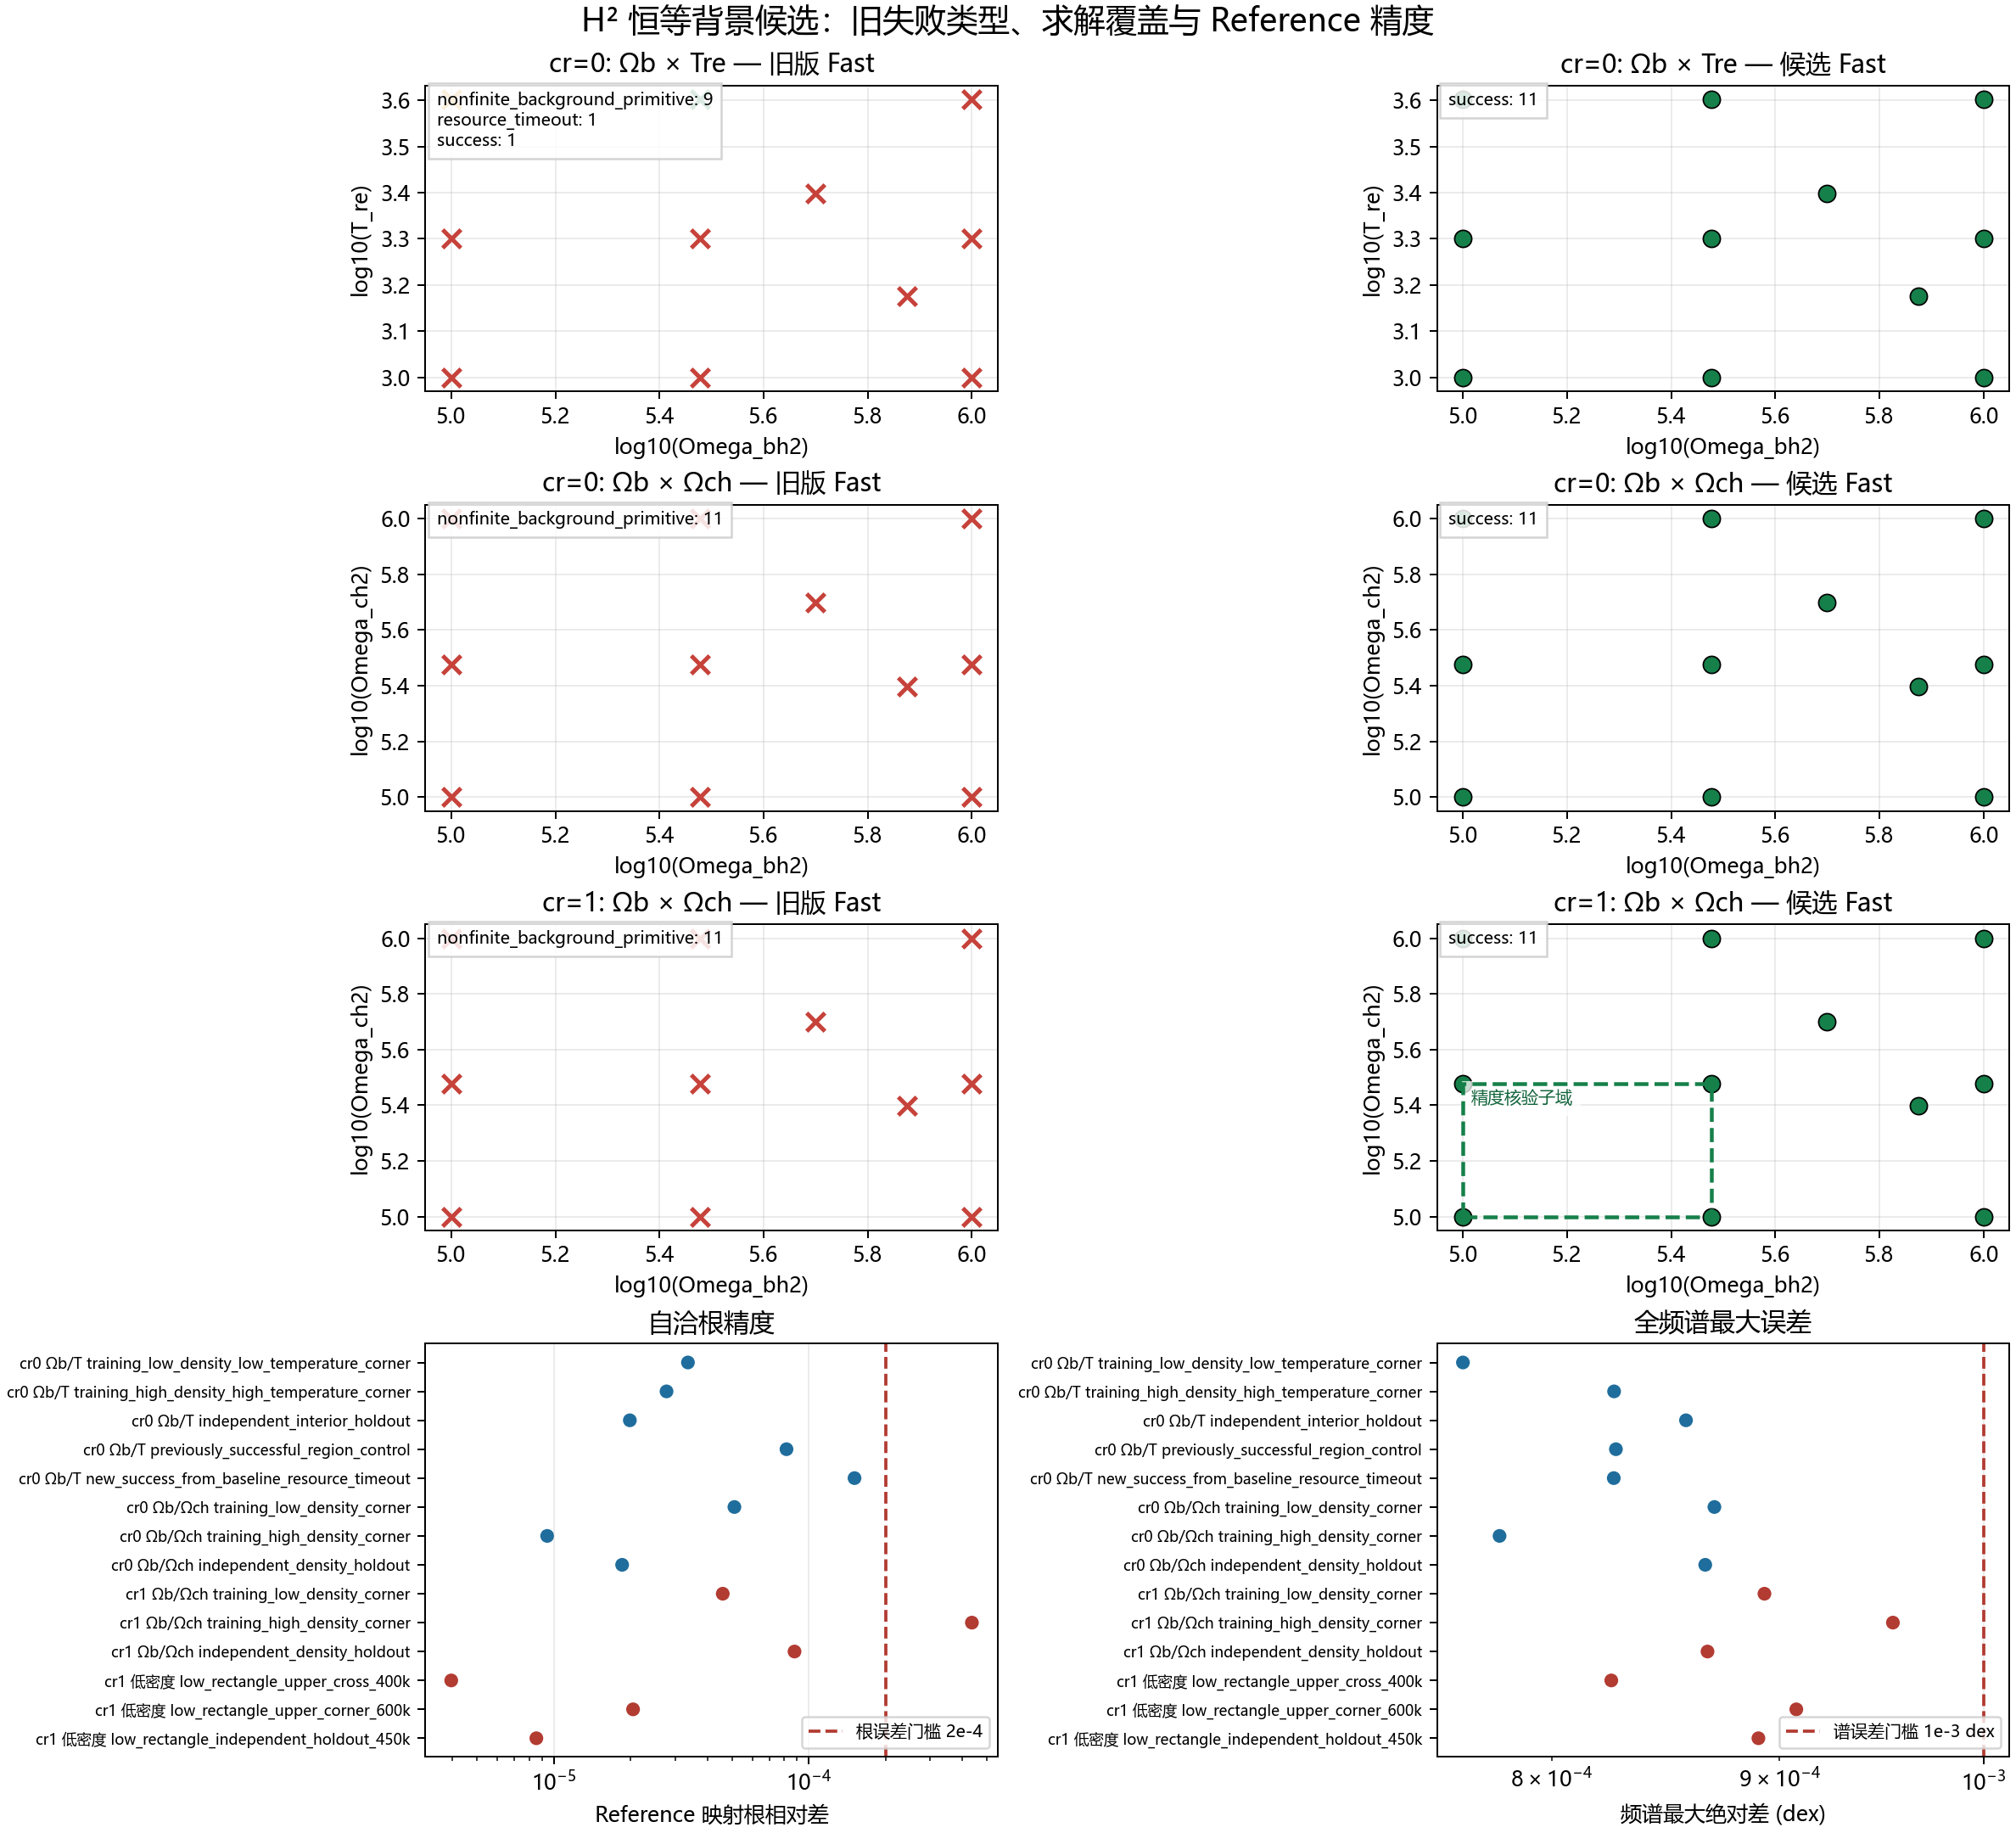 H² 恒等背景候选：旧失败类型、求解覆盖与 Reference 精度
cr=0: Ωb × Tre — 旧版 Fast
nonfinite_background_primitive: 9
resource_timeout: 1
success: 1
log10(T_re)
3.6
3.5
3.4
3.3
3.2
3.1
3.0
5.0 5.2 5.4 5.6 5.8 6.0
log10(Omega_bh2)
cr=0: Ωb × Tre — 候选 Fast
success: 11
log10(T_re)
3.6
3.5
3.4
3.3
3.2
3.1
3.0
5.0 5.2 5.4 5.6 5.8 6.0
log10(Omega_bh2)
cr=0: Ωb × Ωch — 旧版 Fast
nonfinite_background_primitive: 11
log10(Omega_ch2)
6.0
5.8
5.6
5.4
5.2
5.0
5.0 5.2 5.4 5.6 5.8 6.0
log10(Omega_bh2)
cr=0: Ωb × Ωch — 候选 Fast
success: 11
log10(Omega_ch2)
6.0
5.8
5.6
5.4
5.2
5.0
5.0 5.2 5.4 5.6 5.8 6.0
log10(Omega_bh2)
cr=1: Ωb × Ωch — 旧版 Fast
nonfinite_background_primitive: 11
log10(Omega_ch2)
6.0
5.8
5.6
5.4
5.2
5.0
5.0 5.2 5.4 5.6 5.8 6.0
log10(Omega_bh2)
cr=1: Ωb × Ωch — 候选 Fast
success: 11
精度核验子域
log10(Omega_ch2)
6.0
5.8
5.6
5.4
5.2
5.0
5.0 5.2 5.4 5.6 5.8 6.0
log10(Omega_bh2)
自洽根精度
cr0 Ωb/T training_low_density_low_temperature_corner
cr0 Ωb/T training_high_density_high_temperature_corner
cr0 Ωb/T independent_interior_holdout
cr0 Ωb/T previously_successful_region_control
cr0 Ωb/T new_success_from_baseline_resource_timeout
cr0 Ωb/Ωch training_low_density_corner
cr0 Ωb/Ωch training_high_density_corner
cr0 Ωb/Ωch independent_density_holdout
cr1 Ωb/Ωch training_low_density_corner
cr1 Ωb/Ωch training_high_density_corner
cr1 Ωb/Ωch independent_density_holdout
cr1 低密度 low_rectangle_upper_cross_400k
cr1 低密度 low_rectangle_upper_corner_600k
cr1 低密度 low_rectangle_independent_holdout_450k
根误差门槛 2e-4
10⁻⁵ 10⁻⁴
Reference 映射根相对差
全频谱最大误差
cr0 Ωb/T training_low_density_low_temperature_corner
cr0 Ωb/T training_high_density_high_temperature_corner
cr0 Ωb/T independent_interior_holdout
cr0 Ωb/T previously_successful_region_control
cr0 Ωb/T new_success_from_baseline_resource_timeout
cr0 Ωb/Ωch training_low_density_corner
cr0 Ωb/Ωch training_high_density_corner
cr0 Ωb/Ωch independent_density_holdout
cr1 Ωb/Ωch training_low_density_corner
cr1 Ωb/Ωch training_high_density_corner
cr1 Ωb/Ωch independent_density_holdout
cr1 低密度 low_rectangle_upper_cross_400k
cr1 低密度 low_rectangle_upper_corner_600k
cr1 低密度 low_rectangle_independent_holdout_450k
谱误差门槛 1e-3 dex
8 × 10⁻⁴ 9 × 10⁻⁴ 10⁻³
频谱最大绝对差 (dex)